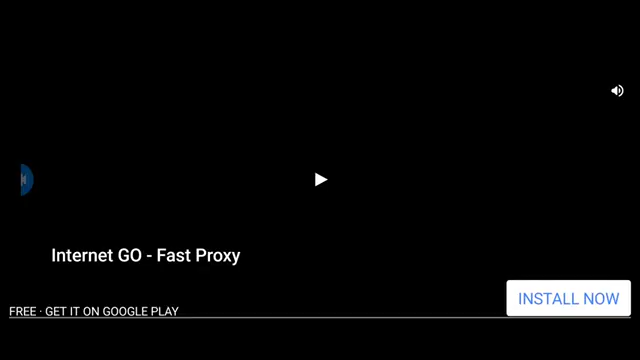 Internet GO - Fast Proxy
INSTALL NOW
FREE · GET IT ON GOOGLE PLAY